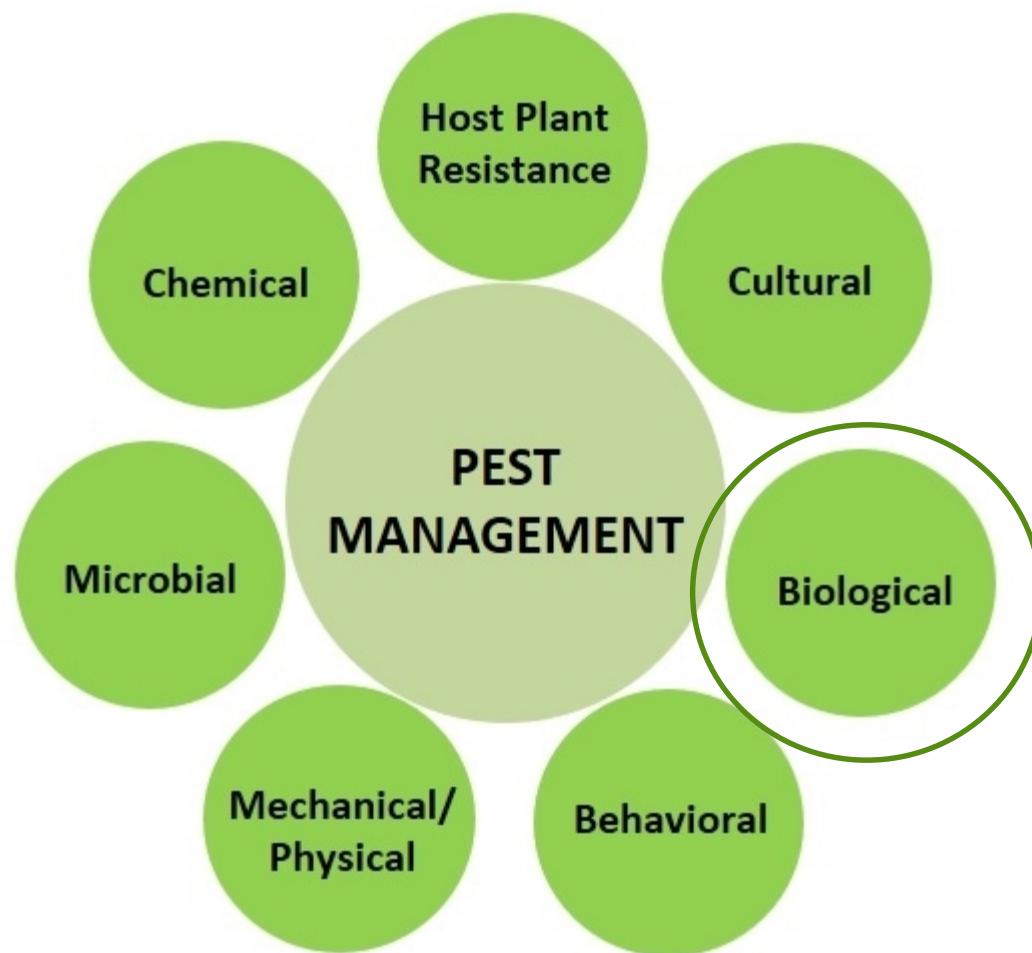 Host Plant
Resistance
Chemical
Cultural
PEST
MANAGEMENT
Microbial
Biological
Mechanical/
Physical
Behavioral